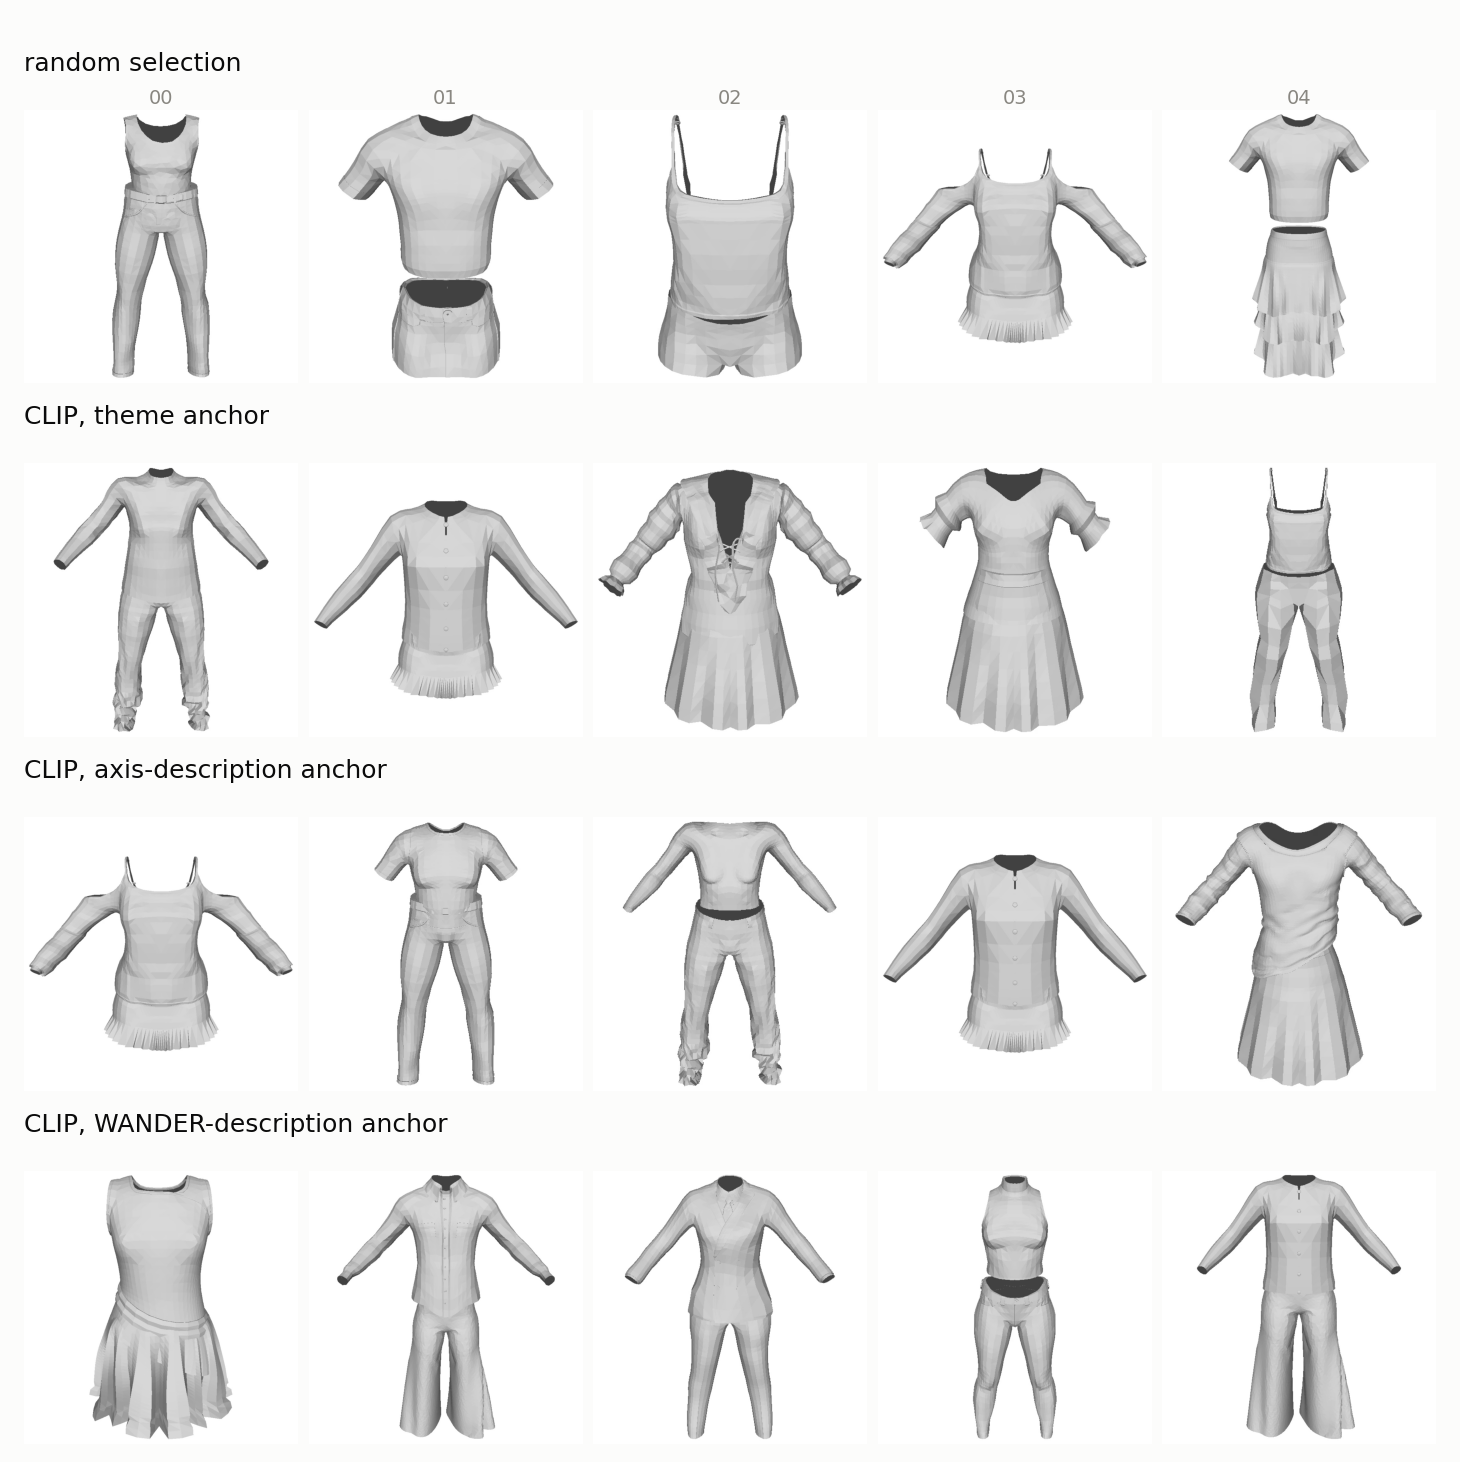 random selection
00 01 02 03 04
CLIP, theme anchor
CLIP, axis-description anchor
CLIP, WANDER-description anchor